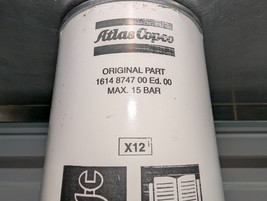 Atlas Copco
ORIGINAL PART
1614 8747 00 Ed. 00
MAX. 15 BAR
X12